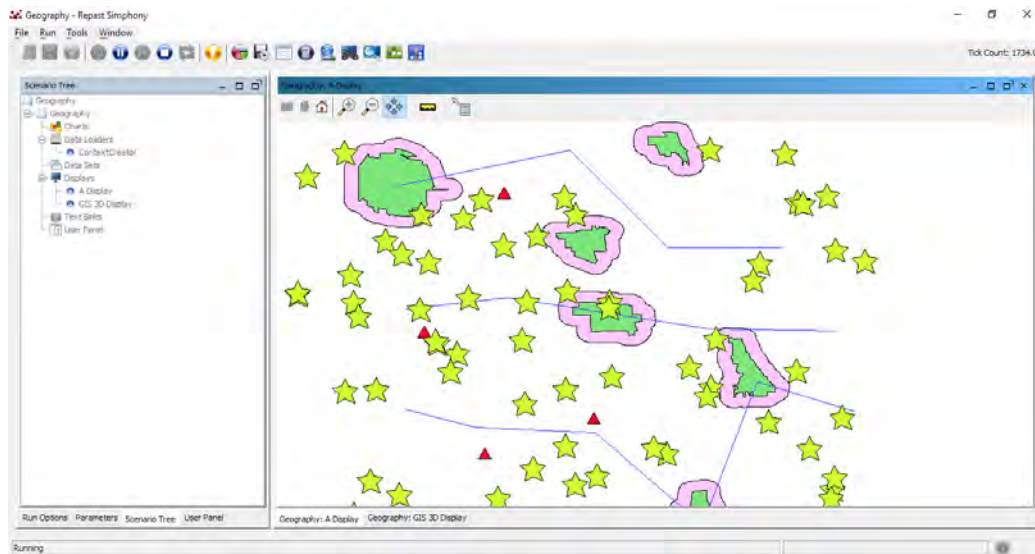 Geography - Repast Simphony
File Run Tools Window
Tick Count: 1734.0
Scenario Tree
Geography: A Display
Geography
Geography
Charts
Data Loaders
ContextCreator
Data Sets
Displays
A Display
GIS 3D Display
Text Sinks
User Panel
Run Options Parameters Scenario Tree User Panel
Geography: A Display Geography: GIS 3D Display
Running